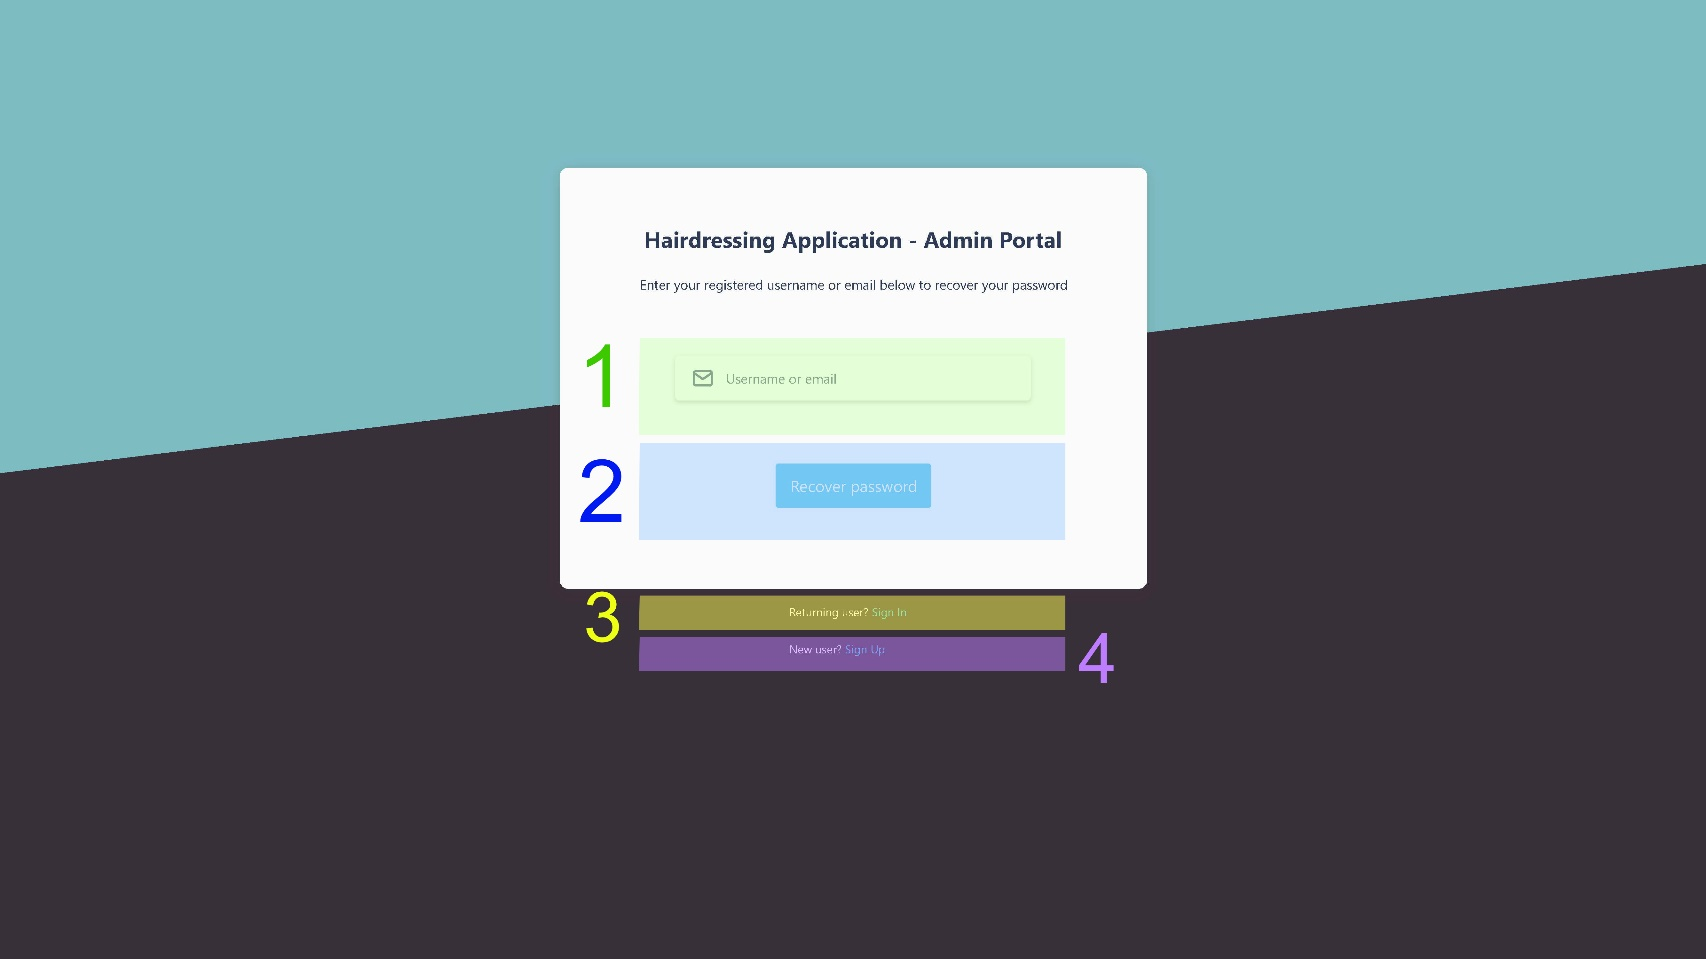 Hairdressing Application - Admin Portal
Enter your registered username or email below to recover your password
1
Username or email
2
Recover password
3
Returning user? Sign In
New user? Sign Up
4